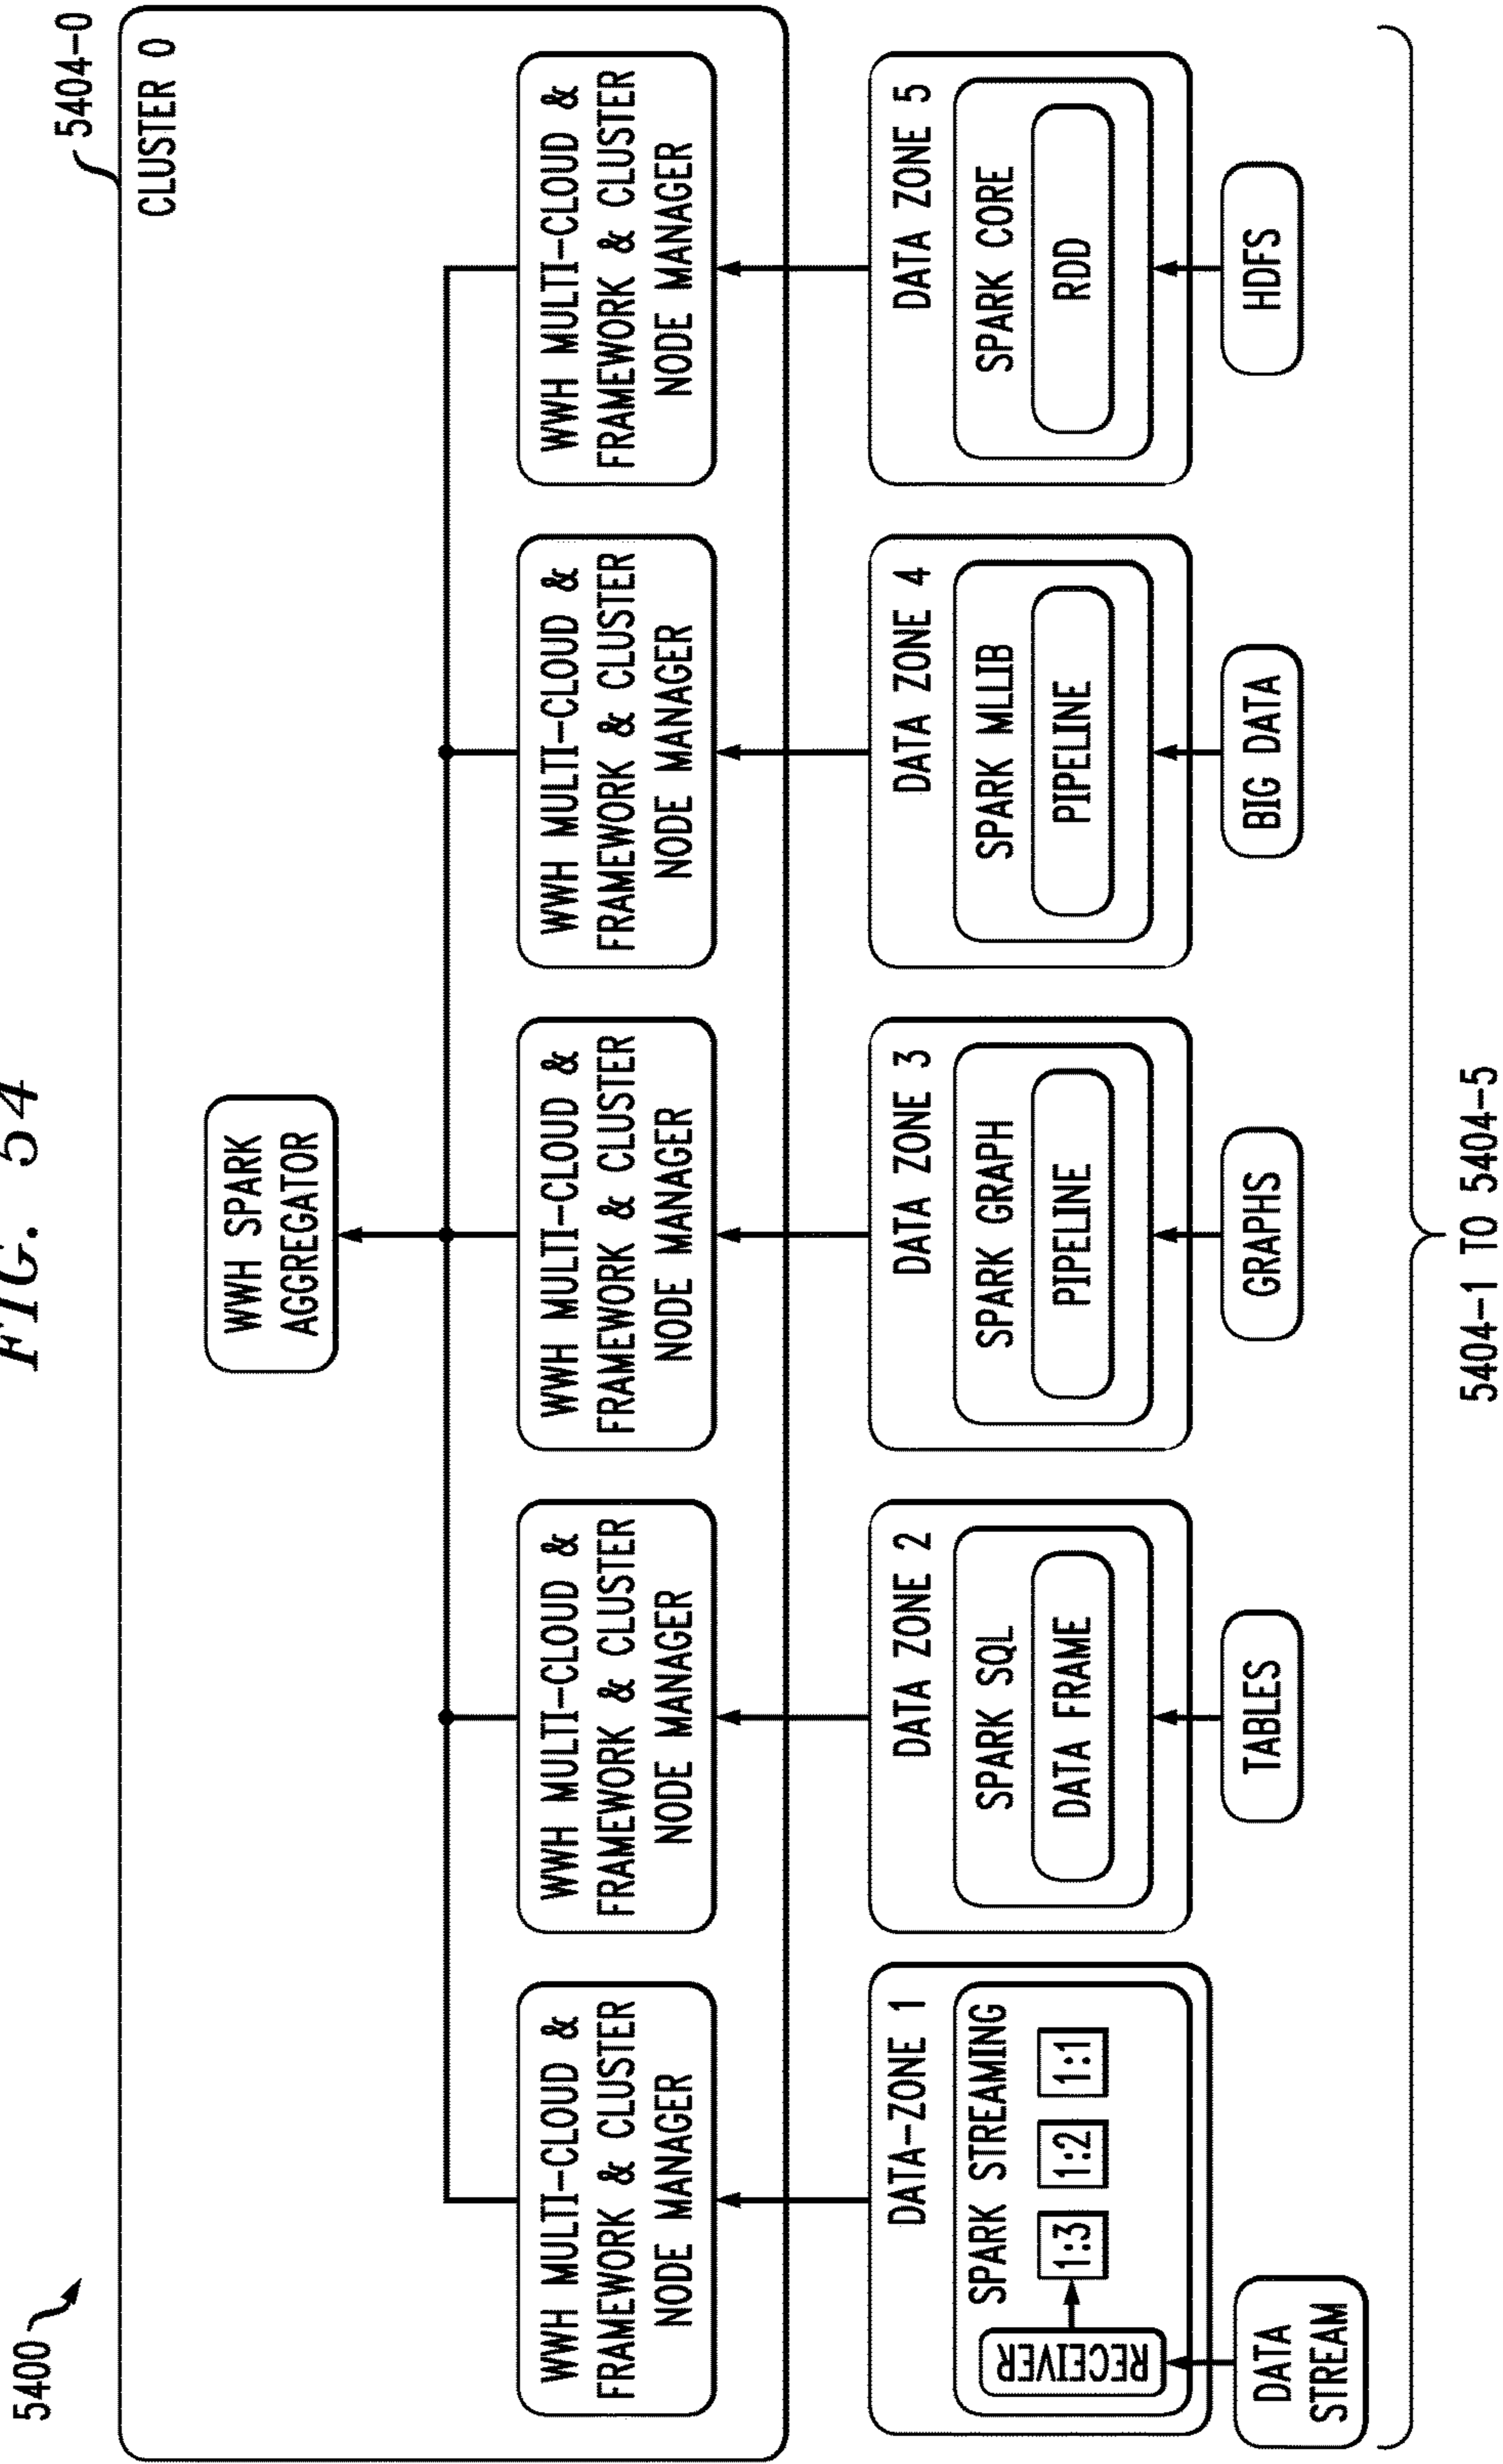 FIG. 54
5400
5404-0
CLUSTER 0
WWH SPARK
AGGREGATOR
WWH MULTI-CLOUD &
FRAMEWORK & CLUSTER
NODE MANAGER
WWH MULTI-CLOUD &
FRAMEWORK & CLUSTER
NODE MANAGER
WWH MULTI-CLOUD &
FRAMEWORK & CLUSTER
NODE MANAGER
WWH MULTI-CLOUD &
FRAMEWORK & CLUSTER
NODE MANAGER
WWH MULTI-CLOUD &
FRAMEWORK & CLUSTER
NODE MANAGER
DATA-ZONE 1
SPARK STREAMING
RECEIVER
1:3
1:2
1:1
DATA
STREAM
DATA ZONE 2
SPARK SQL
DATA FRAME
TABLES
DATA ZONE 3
SPARK GRAPH
PIPELINE
GRAPHS
DATA ZONE 4
SPARK MLLIB
PIPELINE
BIG DATA
DATA ZONE 5
SPARK CORE
RDD
HDFS
5404-1 TO 5404-5